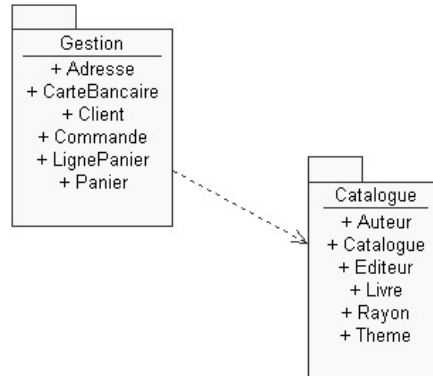 Gestion
+ Adresse
+ CarteBancaire
+ Client
+ Commande
+ LignePanier
+ Panier
Catalogue
+ Auteur
+ Catalogue
+ Editeur
+ Livre
+ Rayon
+ Theme